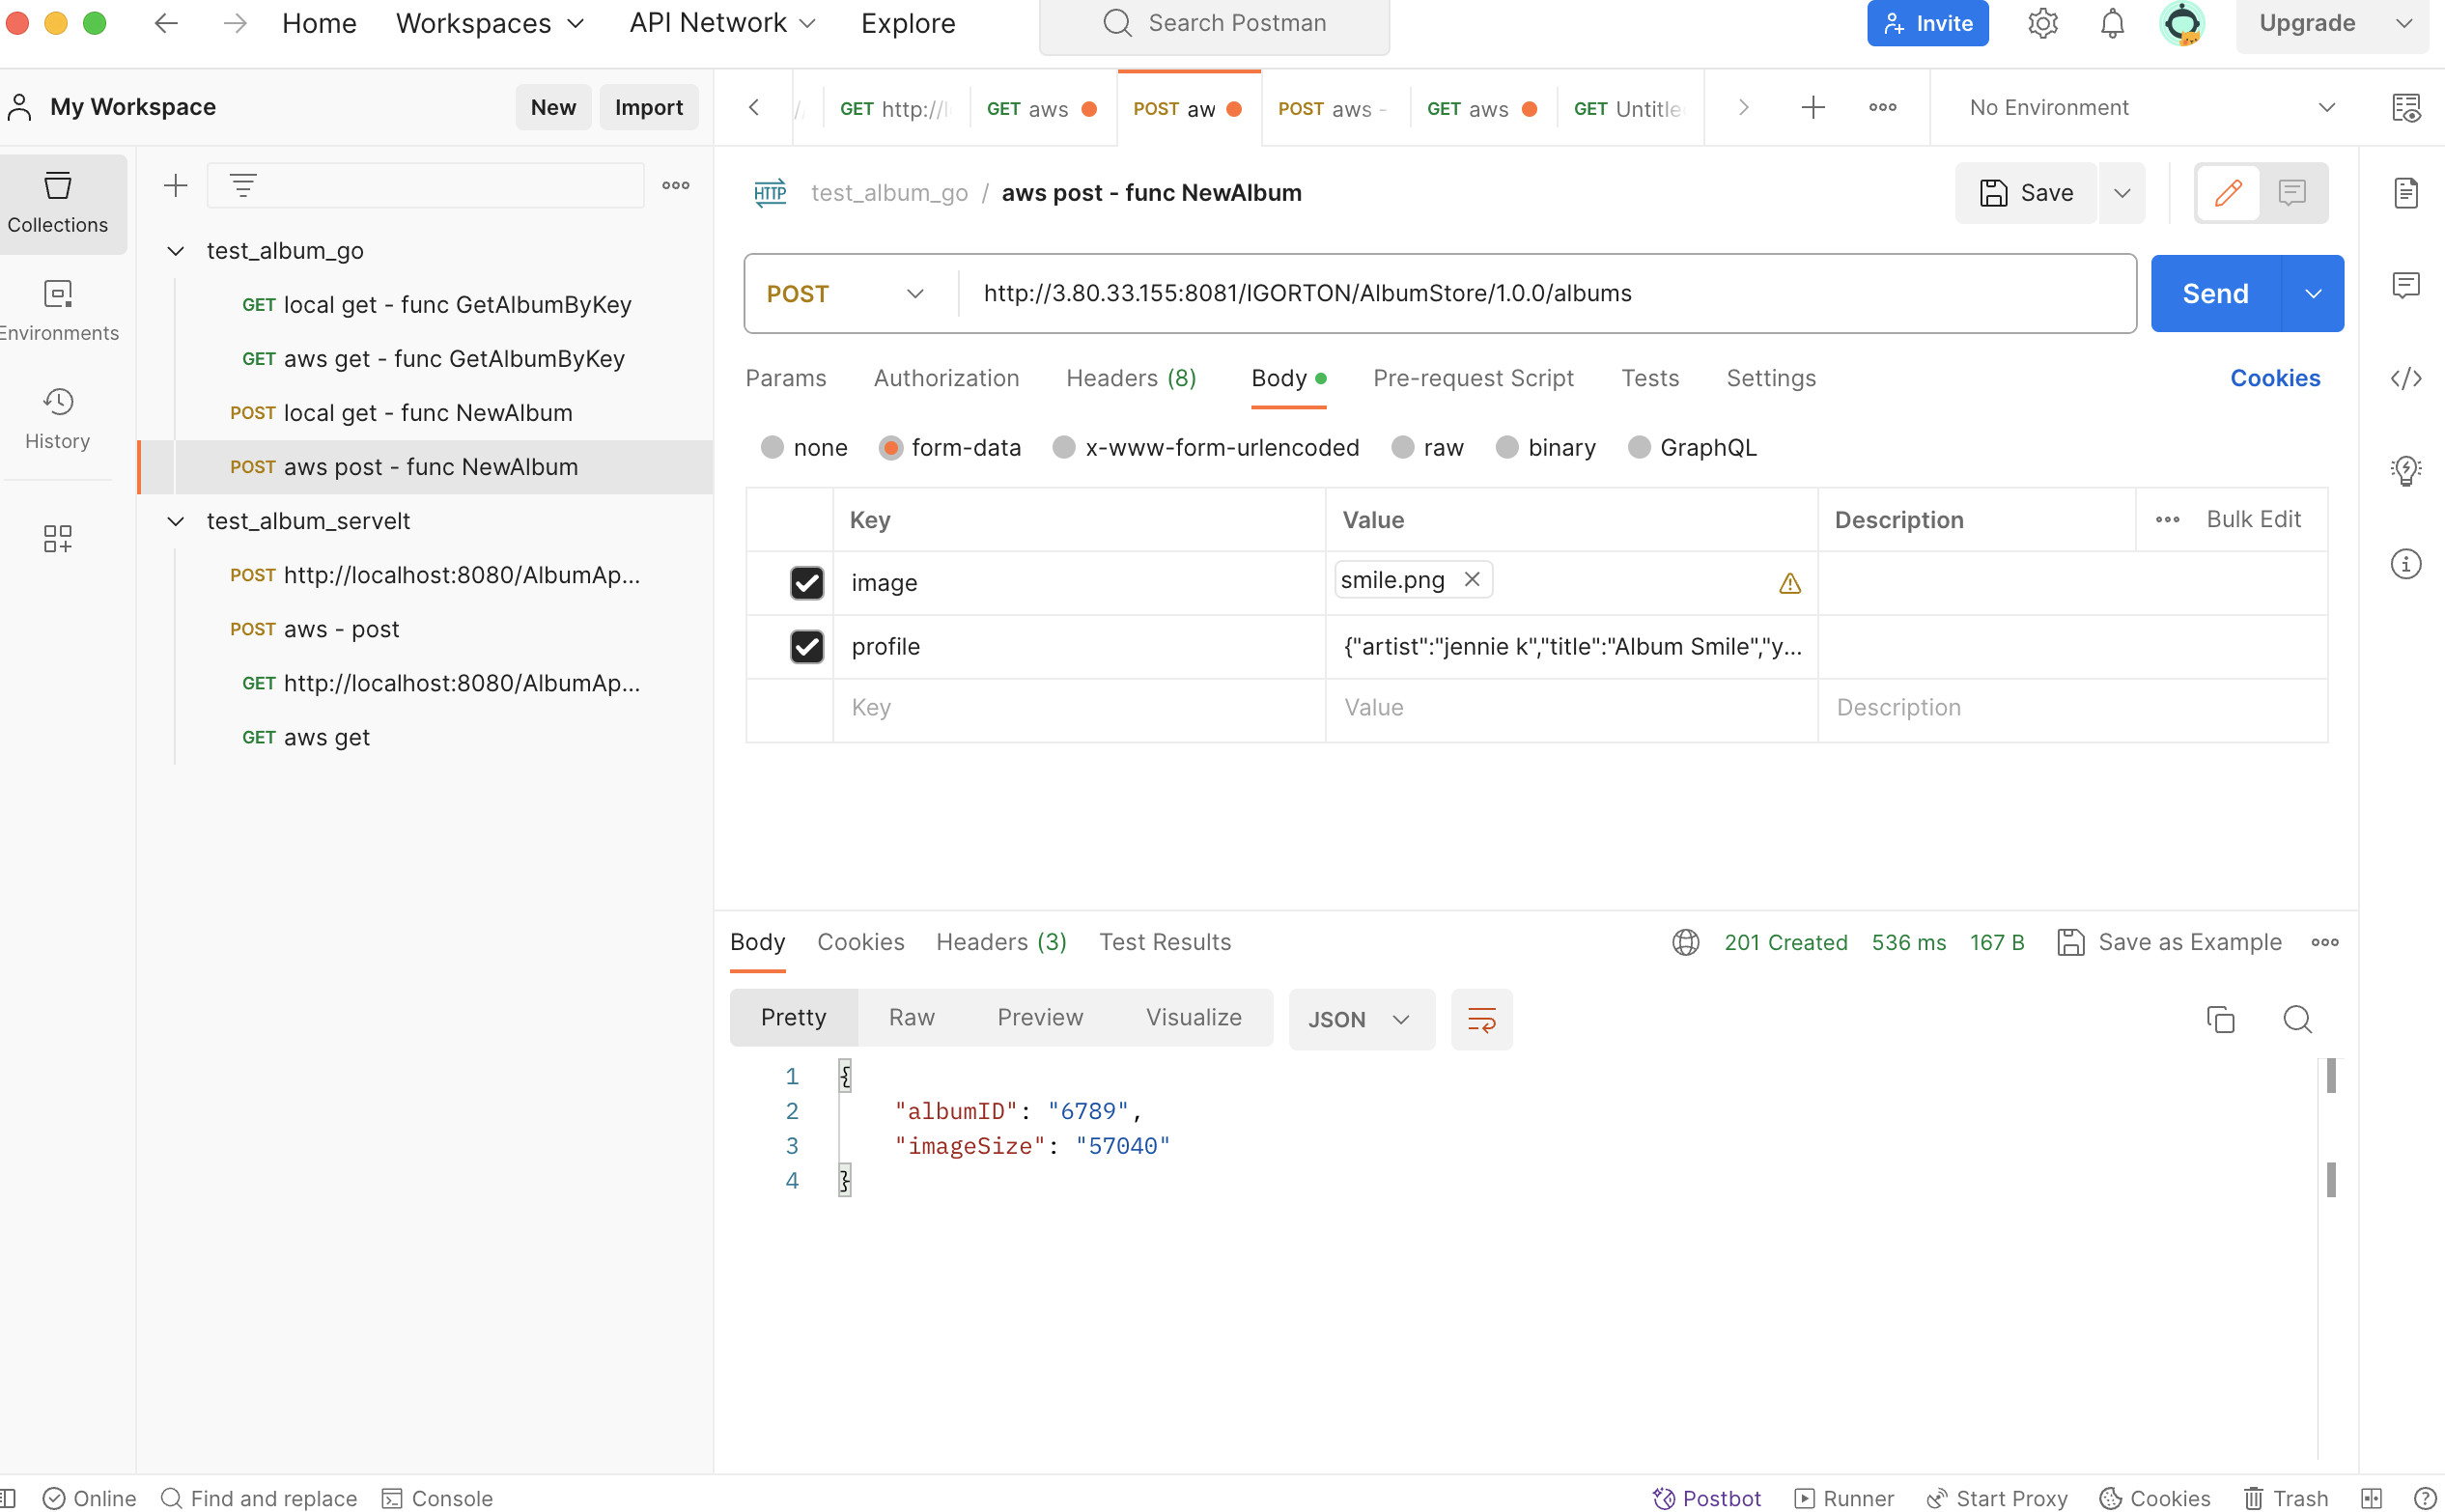 Home Workspaces API Network Explore Search Postman Invite Upgrade
My Workspace New Import
GET http://l GET aws POST aw POST aws - GET aws GET Untitle No Environment
Collections
Environments
History
test_album_go
GET local get - func GetAlbumByKey
GET aws get - func GetAlbumByKey
POST local get - func NewAlbum
POST aws post - func NewAlbum
test_album_servelt
POST http://localhost:8080/AlbumAp...
POST aws - post
GET http://localhost:8080/AlbumAp...
GET aws get
HTTP test_album_go / aws post - func NewAlbum Save
POST http://3.80.33.155:8081/IGORTON/AlbumStore/1.0.0/albums Send
Params Authorization Headers (8) Body Pre-request Script Tests Settings Cookies
none form-data x-www-form-urlencoded raw binary GraphQL
Key Value Description Bulk Edit
image smile.png
profile {"artist":"jennie k","title":"Album Smile","y...
Key Value Description
Body Cookies Headers (3) Test Results 201 Created 536 ms 167 B Save as Example
Pretty Raw Preview Visualize JSON
1 {
2 "albumID": "6789",
3 "imageSize": "57040"
4 }
Online Find and replace Console Postbot Runner Start Proxy Cookies Trash